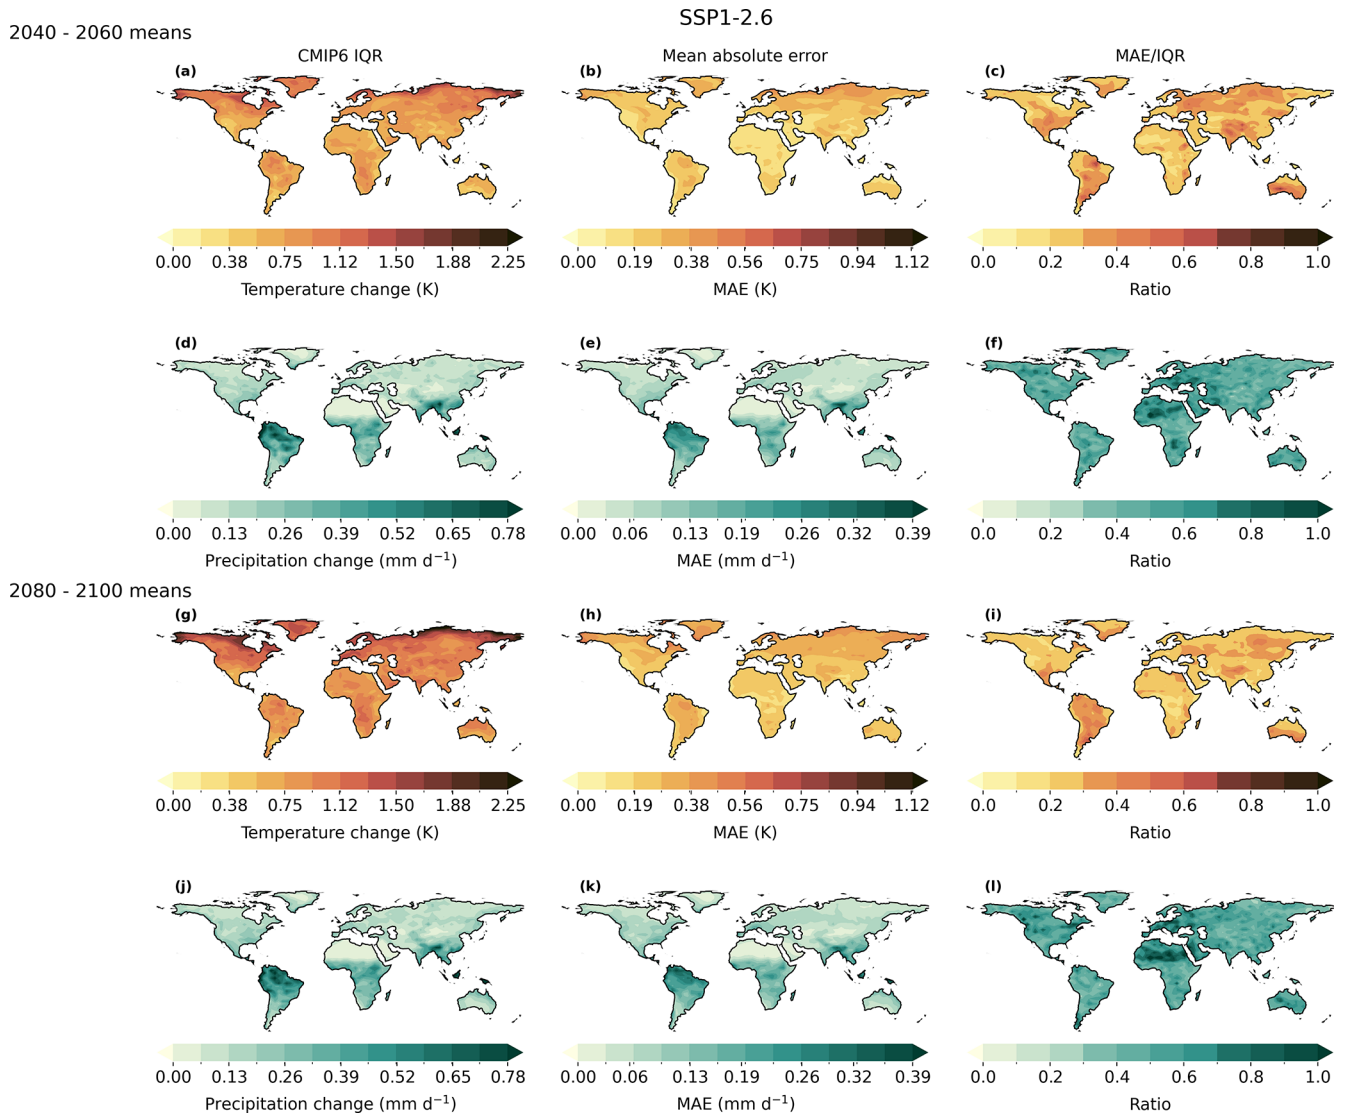 SSP1-2.6
2040 - 2060 means
CMIP6 IQR
Mean absolute error
MAE/IQR
(a)
(b)
(c)
0.00 0.38 0.75 1.12 1.50 1.88 2.25
Temperature change (K)
0.00 0.19 0.38 0.56 0.75 0.94 1.12
MAE (K)
0.0 0.2 0.4 0.6 0.8 1.0
Ratio
(d)
(e)
(f)
0.00 0.13 0.26 0.39 0.52 0.65 0.78
Precipitation change (mm d⁻¹)
0.00 0.06 0.13 0.19 0.26 0.32 0.39
MAE (mm d⁻¹)
0.0 0.2 0.4 0.6 0.8 1.0
Ratio
2080 - 2100 means
(g)
(h)
(i)
0.00 0.38 0.75 1.12 1.50 1.88 2.25
Temperature change (K)
0.00 0.19 0.38 0.56 0.75 0.94 1.12
MAE (K)
0.0 0.2 0.4 0.6 0.8 1.0
Ratio
(j)
(k)
(l)
0.00 0.13 0.26 0.39 0.52 0.65 0.78
Precipitation change (mm d⁻¹)
0.00 0.06 0.13 0.19 0.26 0.32 0.39
MAE (mm d⁻¹)
0.0 0.2 0.4 0.6 0.8 1.0
Ratio